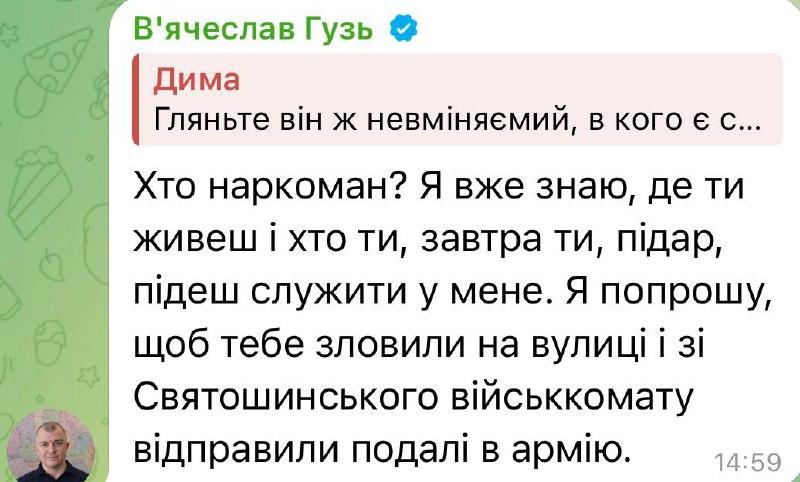 В'ячеслав Гузь
Дима
Гляньте він ж невміняємий, в кого є с...
Хто наркоман? Я вже знаю, де ти
живеш і хто ти, завтра ти, підар,
підеш служити у мене. Я попрошу,
щоб тебе зловили на вулиці і зі
Святошинського військкомату
відправили подалі в армію.
14:59